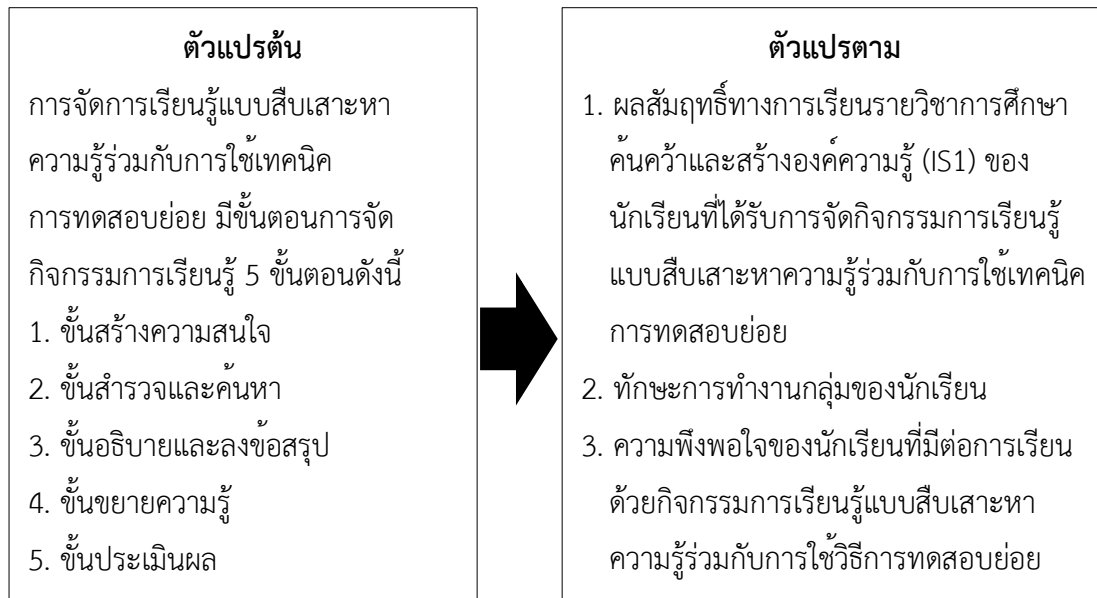 ตัวแปรต้น
การจัดการเรียนรู้แบบสืบเสาะหา
ความรู้ร่วมกับการใช้เทคนิค
การทดสอบย่อย มีขั้นตอนการจัด
กิจกรรมการเรียนรู้ 5 ขั้นตอนดังนี้
1. ขั้นสร้างความสนใจ
2. ขั้นสำรวจและค้นหา
3. ขั้นอธิบายและลงข้อสรุป
4. ขั้นขยายความรู้
5. ขั้นประเมินผล
ตัวแปรตาม
1. ผลสัมฤทธิ์ทางการเรียนรายวิชาการศึกษา
ค้นคว้าและสร้างองค์ความรู้ (IS1) ของ
นักเรียนที่ได้รับการจัดกิจกรรมการเรียนรู้
แบบสืบเสาะหาความรู้ร่วมกับการใช้เทคนิค
การทดสอบย่อย
2. ทักษะการทำงานกลุ่มของนักเรียน
3. ความพึงพอใจของนักเรียนที่มีต่อการเรียน
ด้วยกิจกรรมการเรียนรู้แบบสืบเสาะหา
ความรู้ร่วมกับการใช้วิธีการทดสอบย่อย